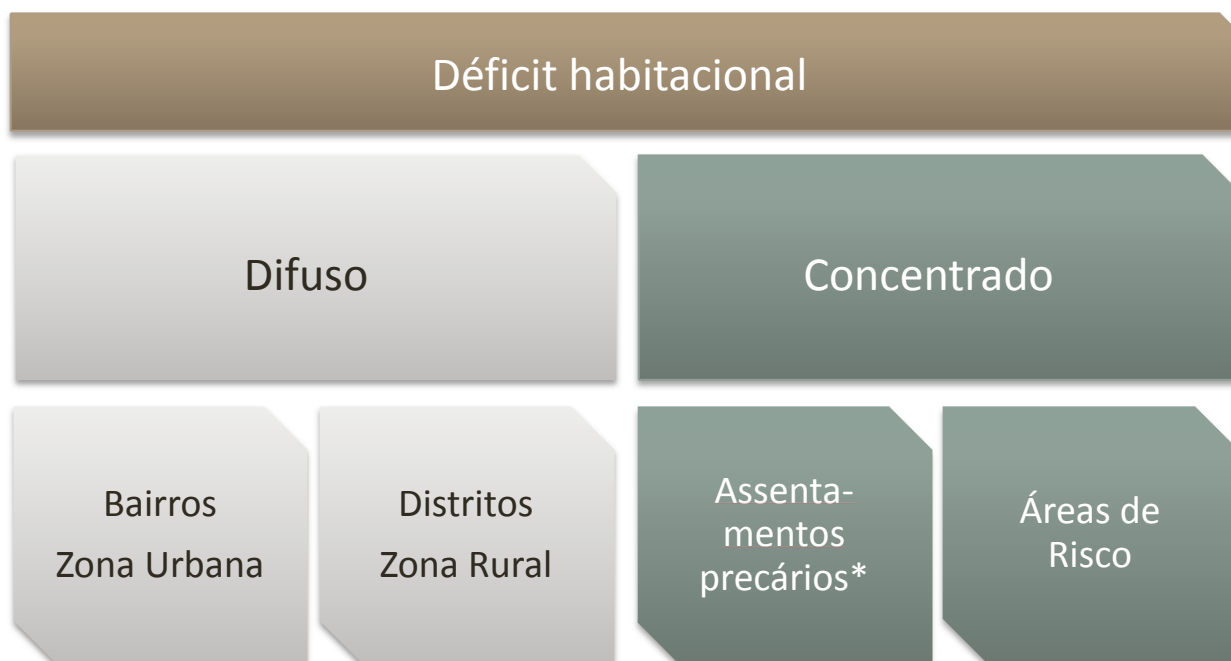 Déficit habitacional
Difuso
Concentrado
Bairros
Zona Urbana
Distritos
Zona Rural
Assenta-
mentos
precários*
Áreas de
Risco